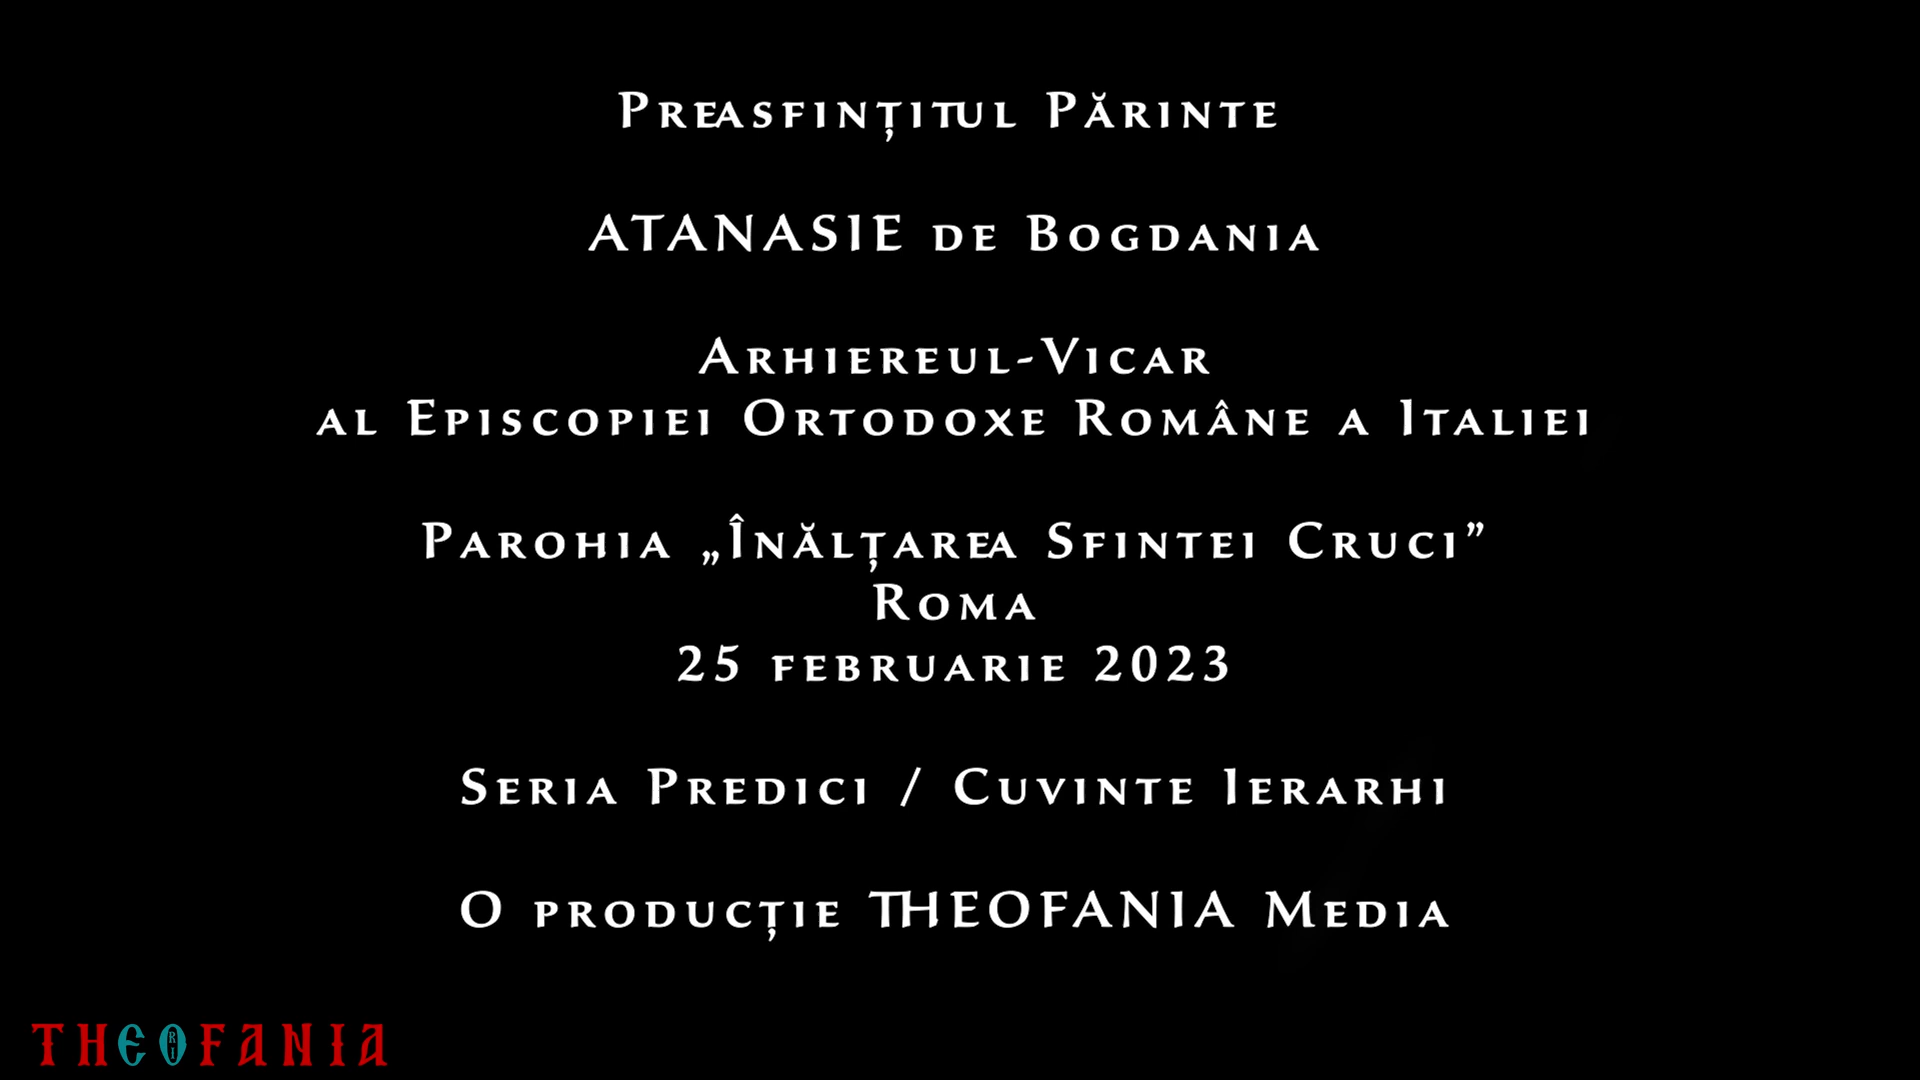 Preasfințitul Părinte
ATANASIE de Bogdania
Arhiereul-Vicar
al Episcopiei Ortodoxe Române a Italiei
Parohia „Înălțarea Sfintei Cruci”
Roma
25 februarie 2023
Seria Predici / Cuvinte Ierarhi
O producție THEOFANIA Media
THEOFANIA
RI